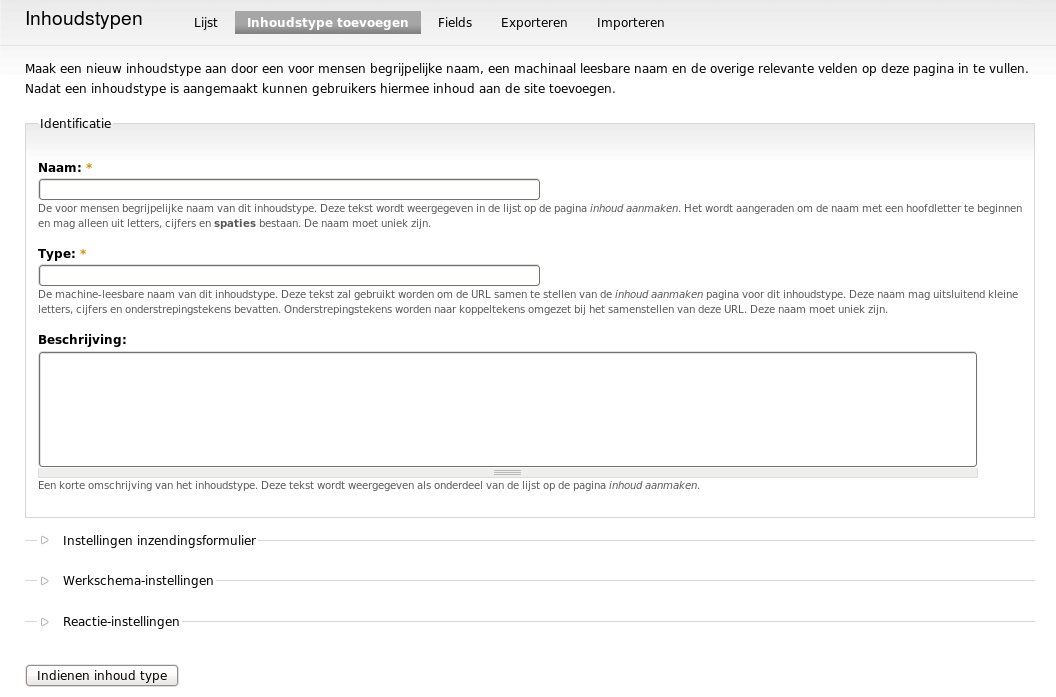 Inhoudstypen
Lijst Inhoudstype toevoegen Fields Exporteren Importeren
Maak een nieuw inhoudstype aan door een voor mensen begrijpelijke naam, een machinaal leesbare naam en de overige relevante velden op deze pagina in te vullen.
Nadat een inhoudstype is aangemaakt kunnen gebruikers hiermee inhoud aan de site toevoegen.
Identificatie
Naam: *
De voor mensen begrijpelijke naam van dit inhoudstype. Deze tekst wordt weergegeven in de lijst op de pagina inhoud aanmaken. Het wordt aangeraden om de naam met een hoofdletter te beginnen
en mag alleen uit letters, cijfers en spaties bestaan. De naam moet uniek zijn.
Type: *
De machine-leesbare naam van dit inhoudstype. Deze tekst zal gebruikt worden om de URL samen te stellen van de inhoud aanmaken pagina voor dit inhoudstype. Deze naam mag uitsluitend kleine
letters, cijfers en onderstrepingstekens bevatten. Onderstrepingstekens worden naar koppeltekens omgezet bij het samenstellen van deze URL. Deze naam moet uniek zijn.
Beschrijving:
Een korte omschrijving van het inhoudstype. Deze tekst wordt weergegeven als onderdeel van de lijst op de pagina inhoud aanmaken.
Instellingen inzendingsformulier
Werkschema-instellingen
Reactie-instellingen
Indienen inhoud type